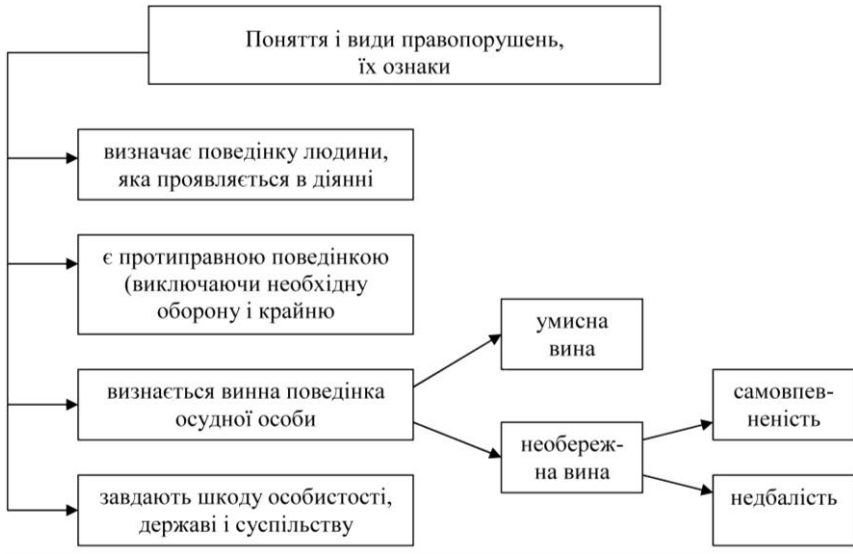 Поняття і види правопорушень,
їх ознаки
визначає поведінку людини,
яка проявляється в діянні
є протиправною поведінкою
(виключаючи необхідну
оборону і крайню
визнається винна поведінка
осудної особи
завдають шкоду особистості,
державі і суспільству
умисна
вина
необереж-
на вина
самовпев-
неність
недбалість